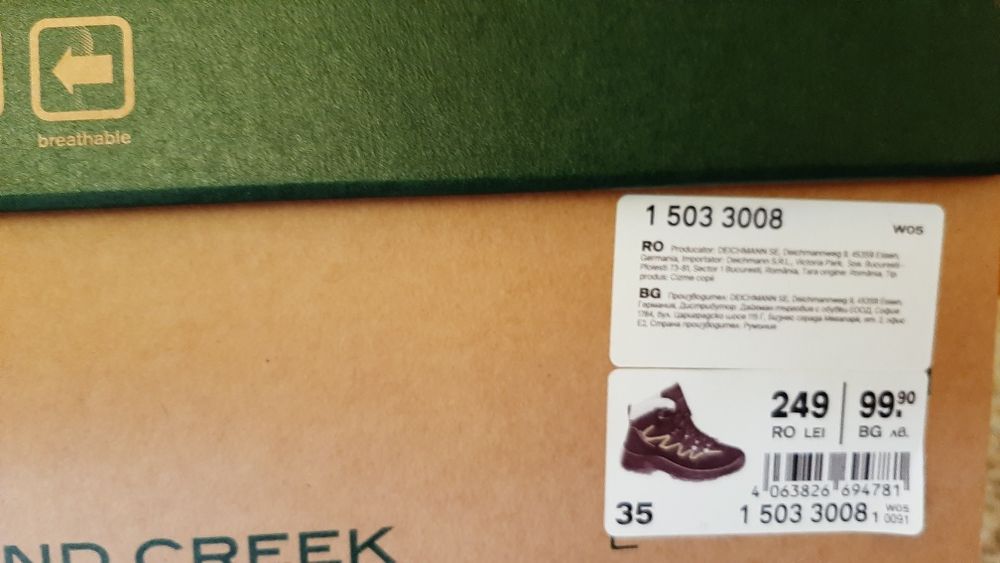 breathable
1 503 3008
W05
RO Producator: DEICHMANN SE, Deichmannweg 9, 45359 Essen,
Germania, Importator: Deichmann S.R.L., Victoria Park, Sos. Bucuresti-
Ploiesti 73-81, Sector 1 Bucuresti, România, Tara origine: România, Tip
produs: Cizme copii
BG Производител: DEICHMANN SE, Deichmannweg 9, 45359 Essen,
Германия, Дистрибутор: Дайхман търговия с обувки ЕООД, София
1784, бул. Цариградско шосе 115 Г, Бизнес сграда Мегапарк, ет. 2, офис
E2, Страна производител: Румъния
249 99.90
RO LEI BG лв.
4 063826 694781
35 1 503 3008 W05
1 0091
ND CREEK